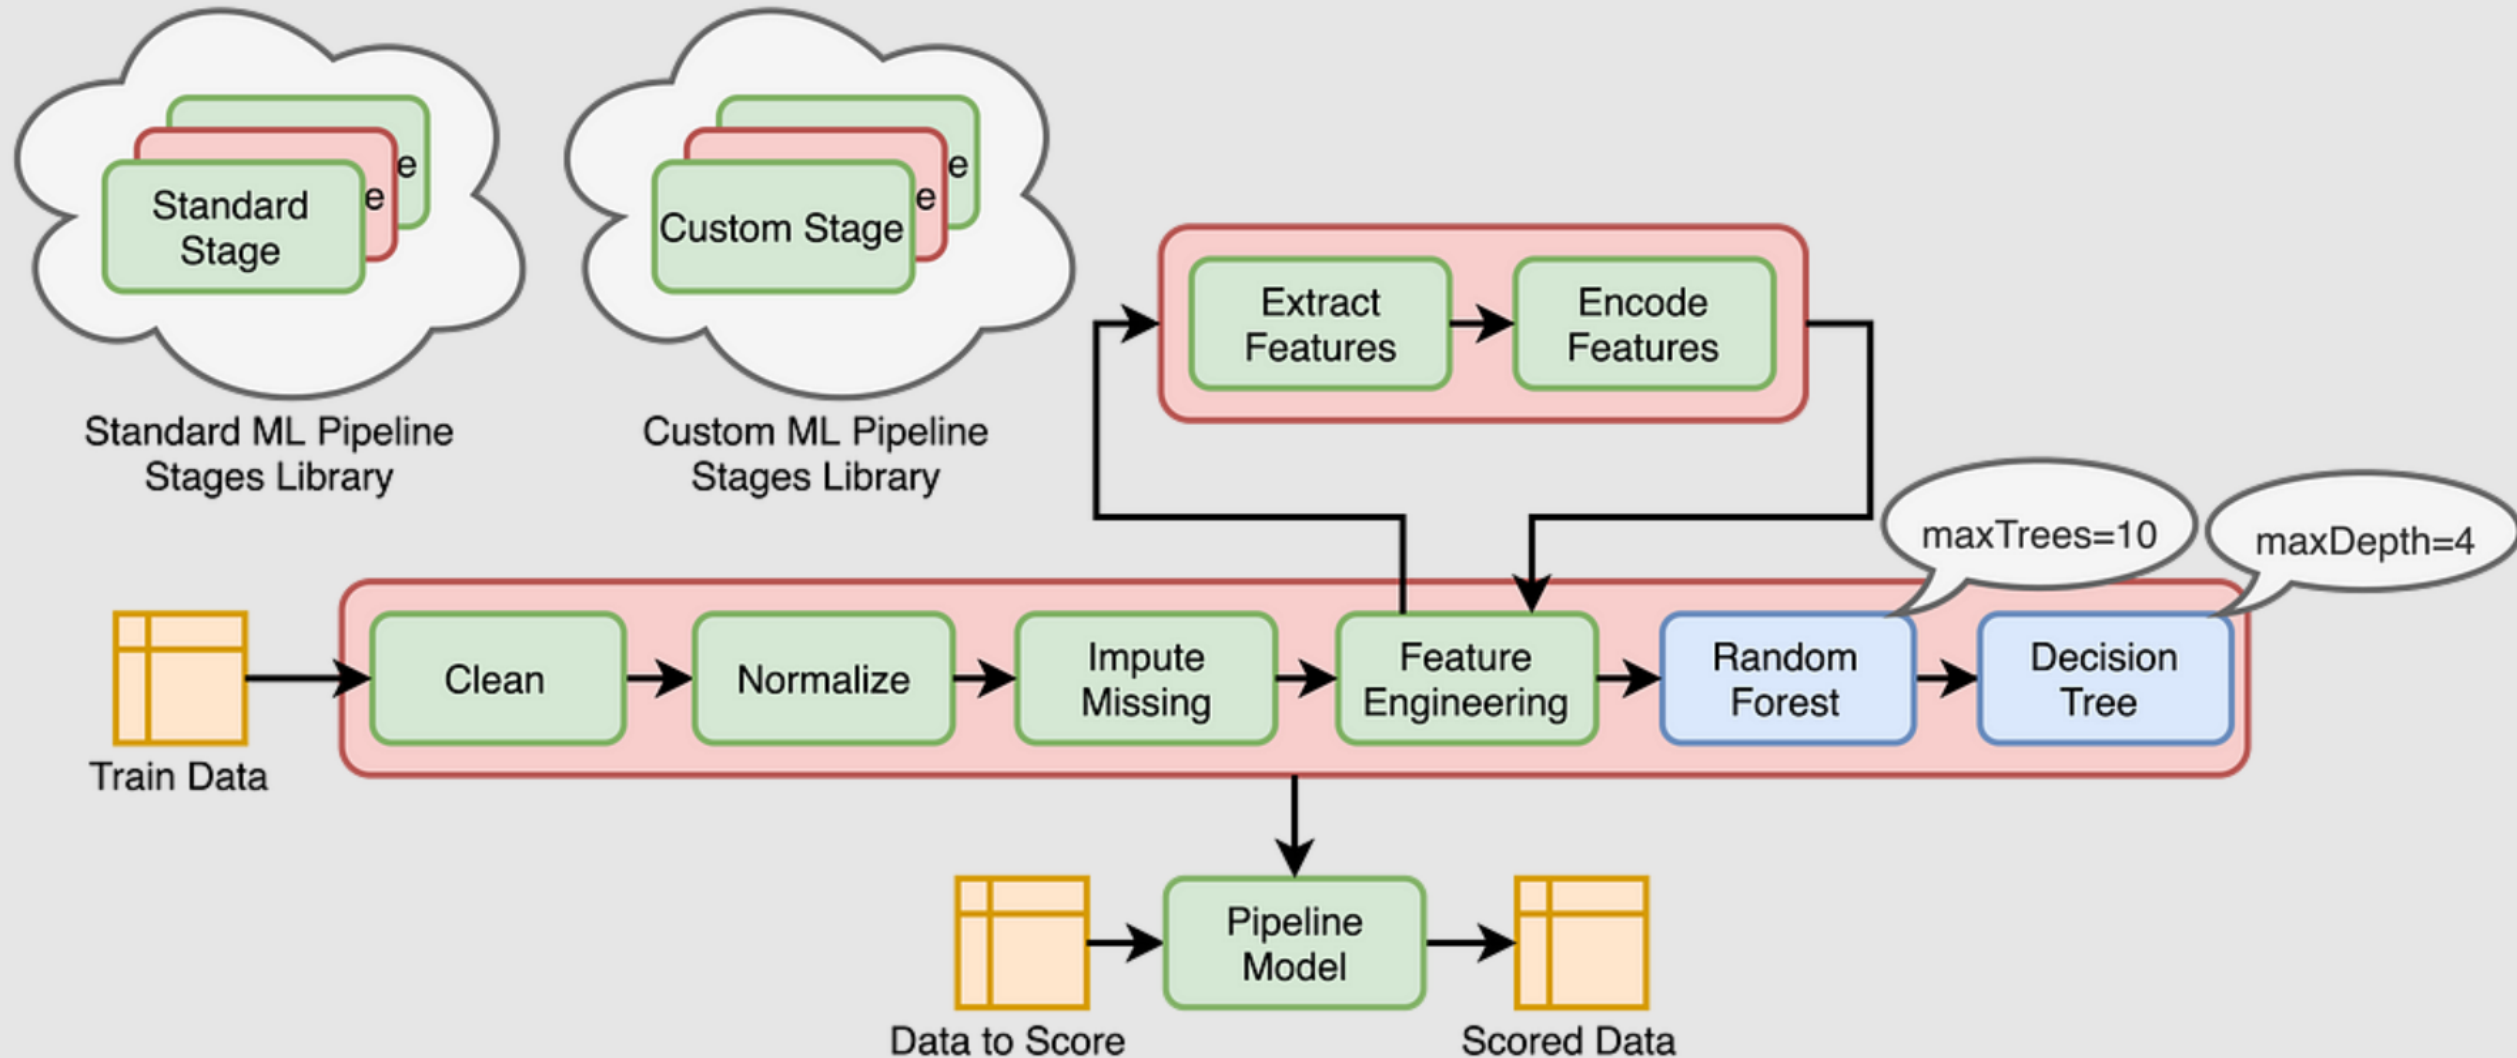 Standard
Stage
e
e
Custom Stage
e
e
Standard ML Pipeline
Stages Library
Custom ML Pipeline
Stages Library
Extract
Features
Encode
Features
maxTrees=10
maxDepth=4
Train Data
Clean
Normalize
Impute
Missing
Feature
Engineering
Random
Forest
Decision
Tree
Data to Score
Pipeline
Model
Scored Data